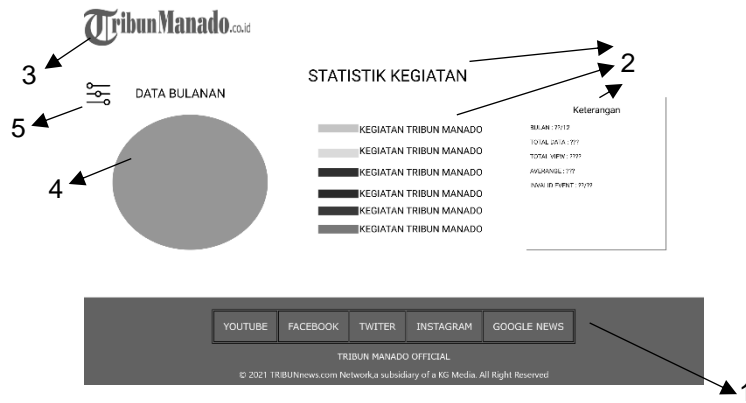 TribunManado.co.id
3
STATISTIK KEGIATAN
2
5
DATA BULANAN
4
KEGIATAN TRIBUN MANADO
KEGIATAN TRIBUN MANADO
KEGIATAN TRIBUN MANADO
KEGIATAN TRIBUN MANADO
KEGIATAN TRIBUN MANADO
KEGIATAN TRIBUN MANADO
Keterangan
BULAN : ??/12
TOTAL DATA : ???
TOTAL VIEW : ????
AVERANGE : ???
INVALID EVENT : ??/??
YOUTUBE FACEBOOK TWITER INSTAGRAM GOOGLE NEWS
TRIBUN MANADO OFFICIAL
© 2021 TRIBUNnews.com Network,a subsidiary of a KG Media. All Right Reserved
1